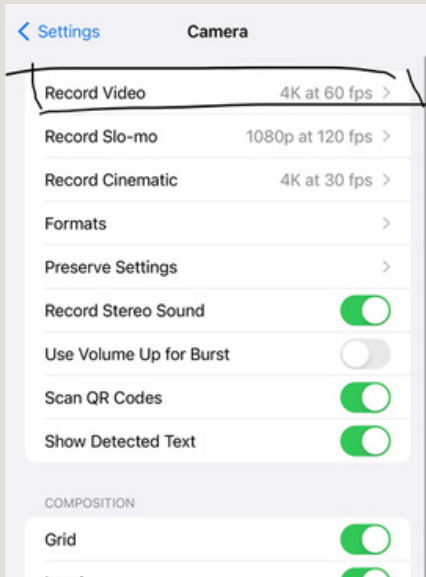 Settings Camera
Record Video 4K at 60 fps
Record Slo-mo 1080p at 120 fps
Record Cinematic 4K at 30 fps
Formats
Preserve Settings
Record Stereo Sound
Use Volume Up for Burst
Scan QR Codes
Show Detected Text
COMPOSITION
Grid